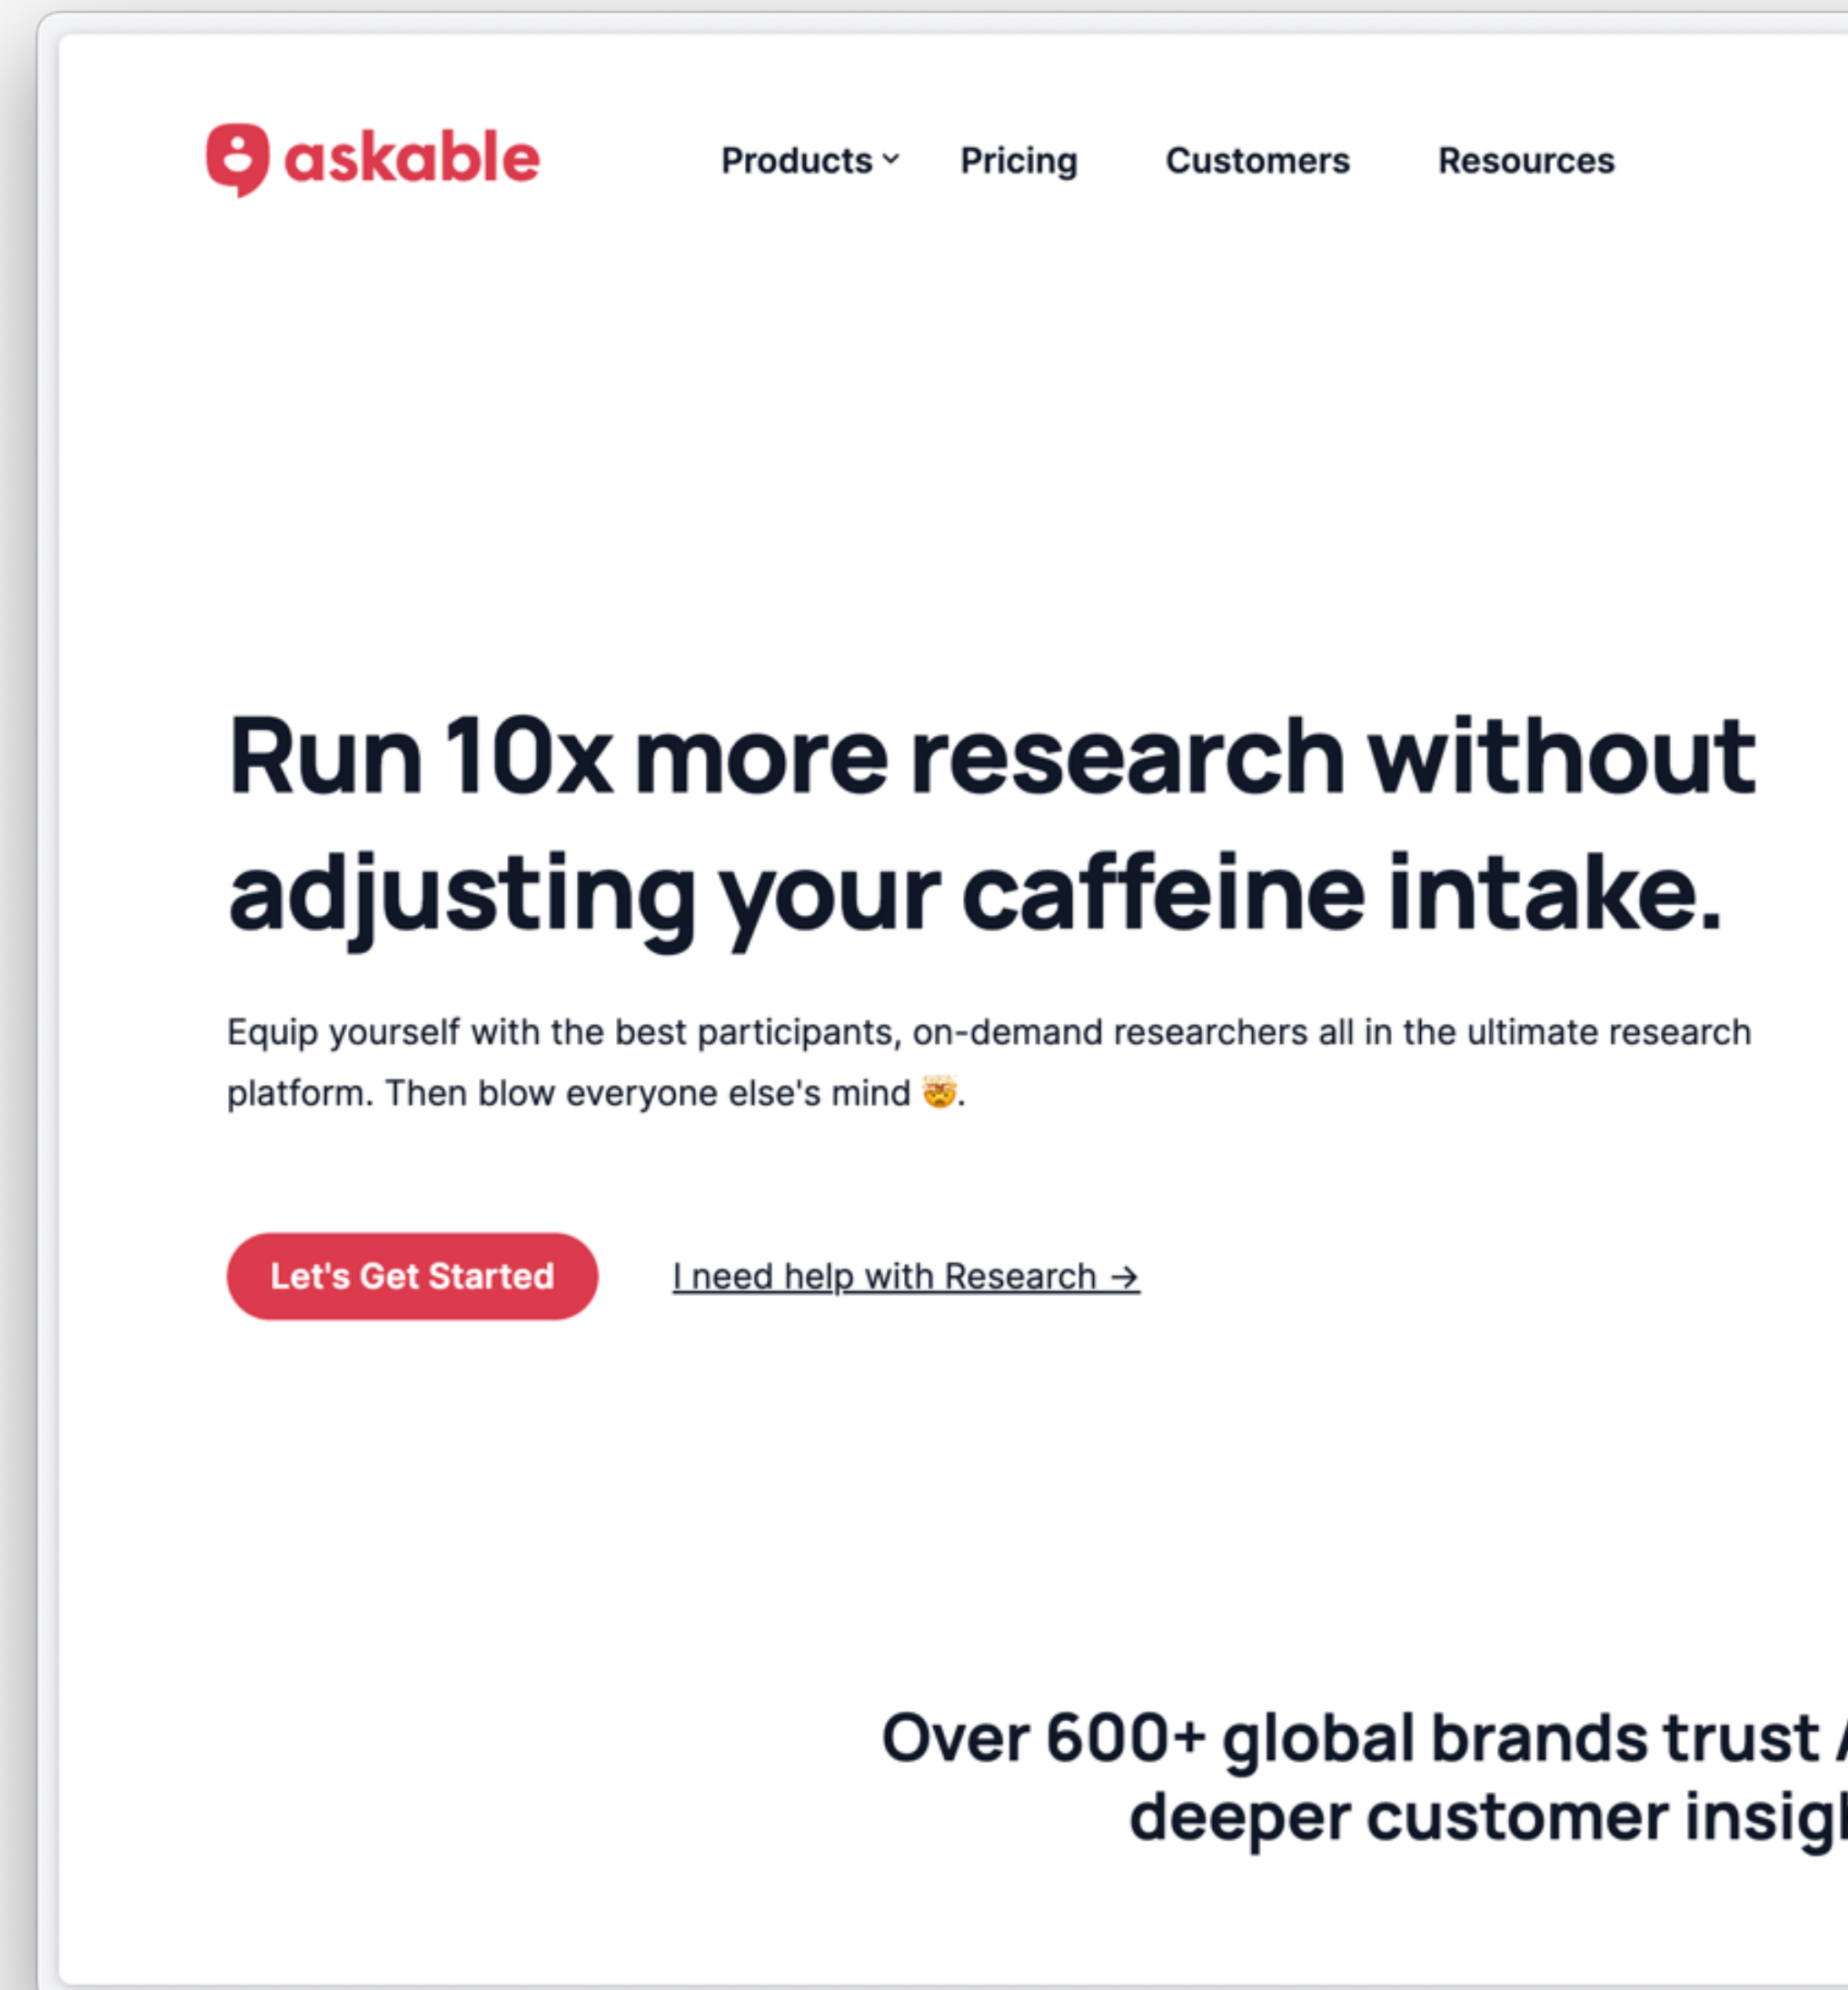 askable
Products Pricing Customers Resources
Run 10x more research without
adjusting your caffeine intake.
Equip yourself with the best participants, on-demand researchers all in the ultimate research
platform. Then blow everyone else's mind 🤯.
Let's Get Started I need help with Research →
Over 600+ global brands trust
deeper customer